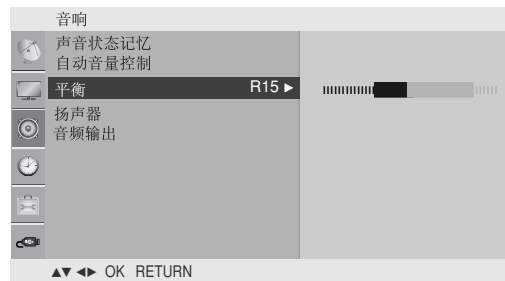 音响
声音状态记忆
自动音量控制
平衡 R15 ▶
扬声器
音频输出
▲▼ ◀▶ OK RETURN